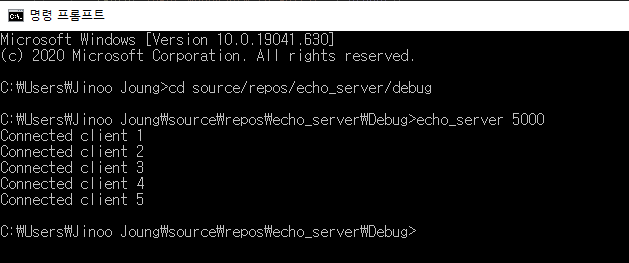 명령 프롬프트
Microsoft Windows [Version 10.0.19041.630]
(c) 2020 Microsoft Corporation. All rights reserved.
C:₩Users₩Jinoo Joung>cd source/repos/echo_server/debug
C:₩Users₩Jinoo Joung₩source₩repos₩echo_server₩Debug>echo_server 5000
Connected client 1
Connected client 2
Connected client 3
Connected client 4
Connected client 5
C:₩Users₩Jinoo Joung₩source₩repos₩echo_server₩Debug>